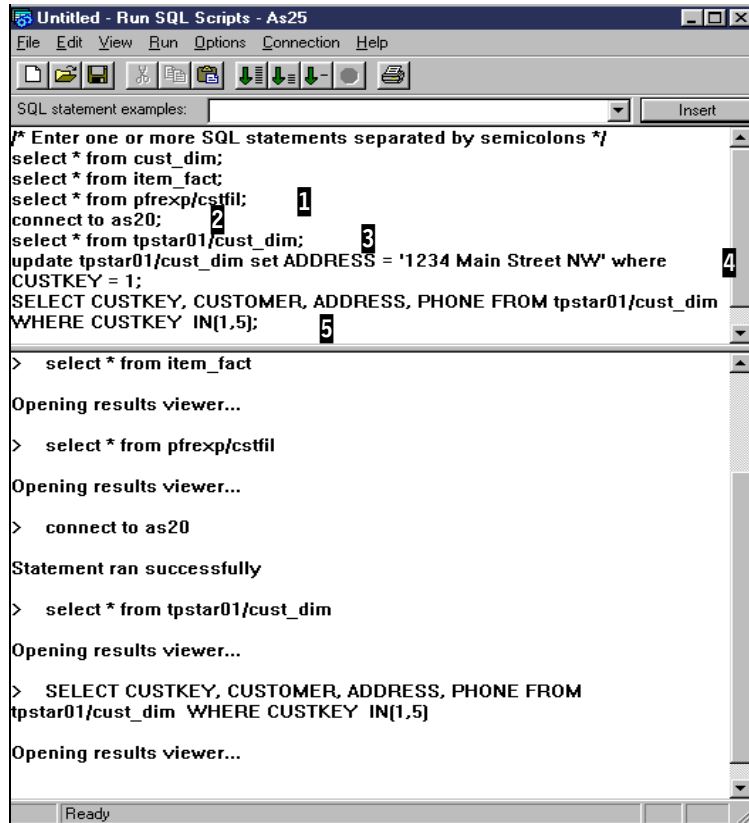 Untitled - Run SQL Scripts - As25
File Edit View Run Options Connection Help
SQL statement examples: Insert
/* Enter one or more SQL statements separated by semicolons */
select * from cust_dim;
select * from item_fact;
select * from pfrexp/cstfil; 1
connect to as20; 2
select * from tpstar01/cust_dim; 3
update tpstar01/cust_dim set ADDRESS = '1234 Main Street NW' where 4
CUSTKEY = 1;
SELECT CUSTKEY, CUSTOMER, ADDRESS, PHONE FROM tpstar01/cust_dim
WHERE CUSTKEY IN(1,5); 5
> select * from item_fact
Opening results viewer...
> select * from pfrexp/cstfil
Opening results viewer...
> connect to as20
Statement ran successfully
> select * from tpstar01/cust_dim
Opening results viewer...
> SELECT CUSTKEY, CUSTOMER, ADDRESS, PHONE FROM
tpstar01/cust_dim WHERE CUSTKEY IN(1,5)
Opening results viewer...
Ready